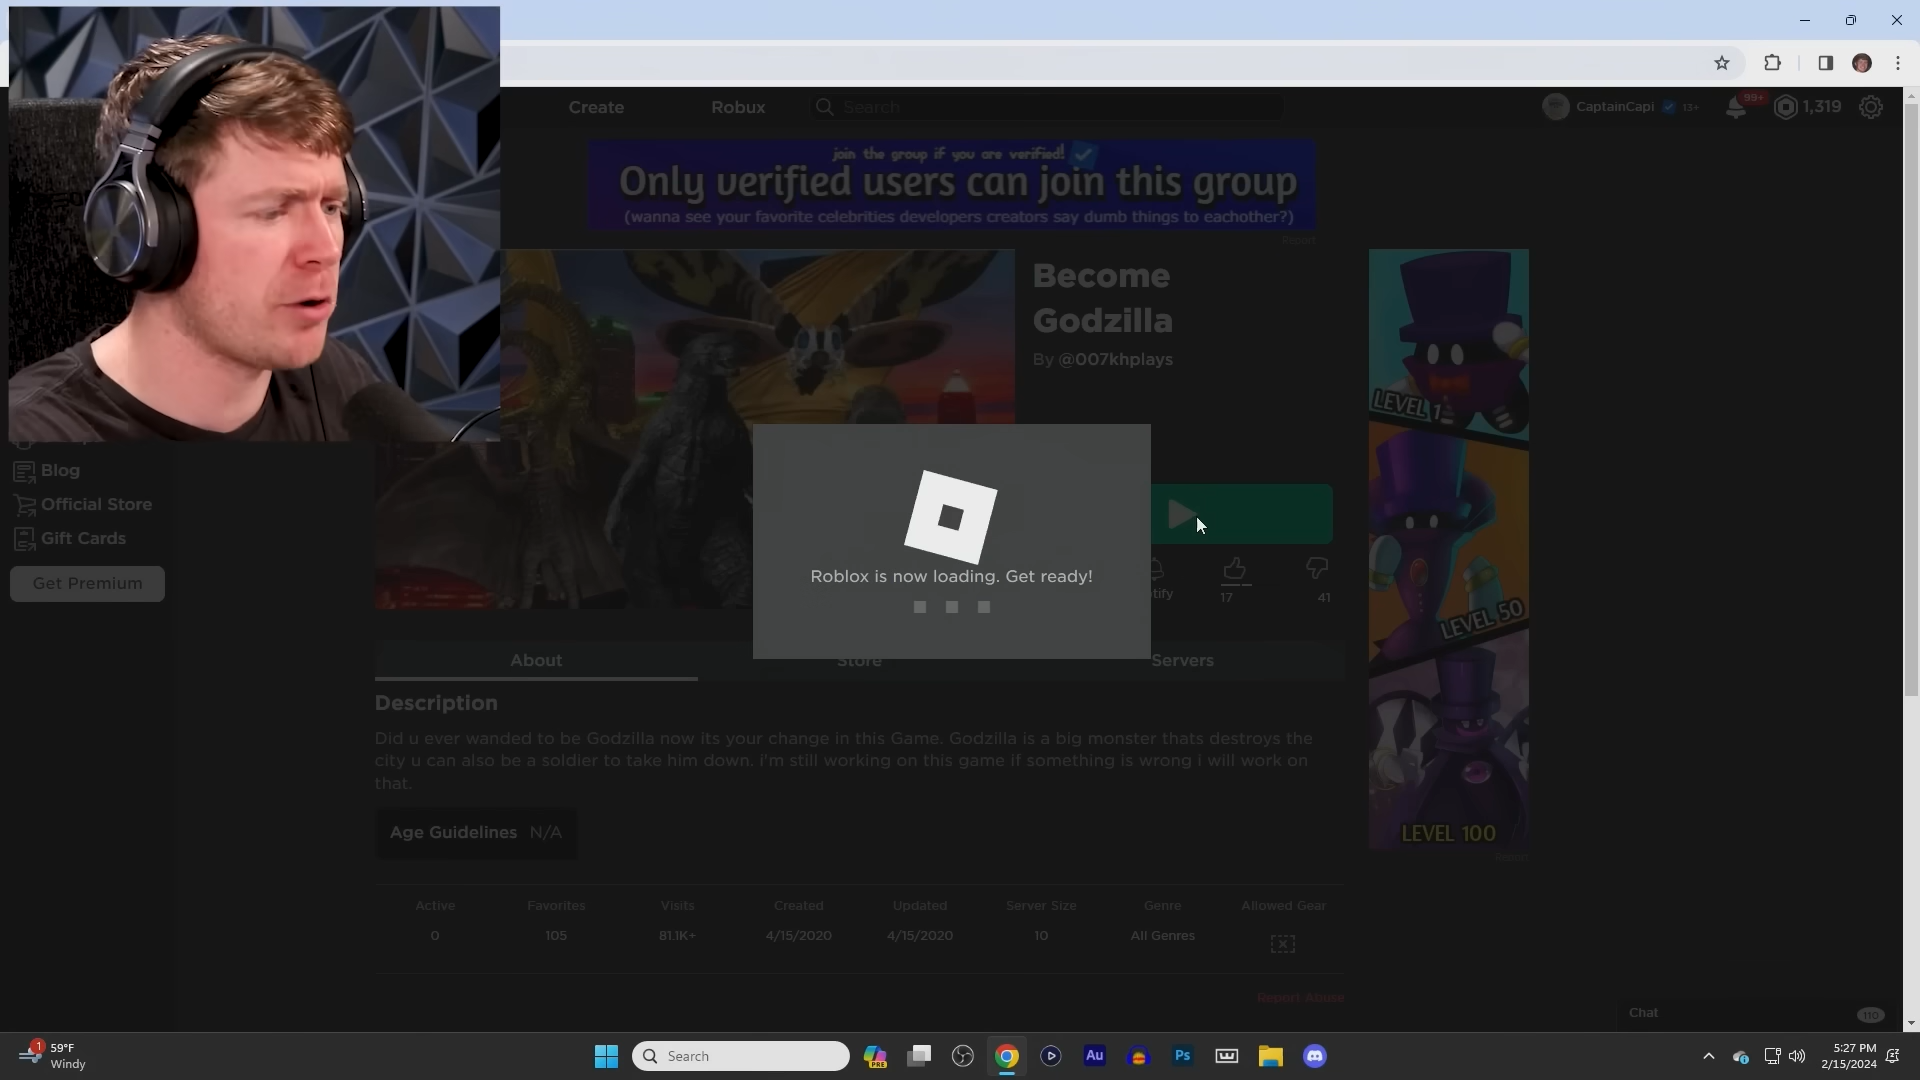 Create
Robux
Search
CaptainCapi
13+
99+
1,319
join the group if you are verified!
Only verified users can join this group
(wanna see your favorite celebrities developers creators say dumb things to eachother?)
Report
Become
Godzilla
By @007khplays
LEVEL 1
LEVEL 50
LEVEL 100
Report
Blog
Official Store
Gift Cards
Get Premium
Roblox is now loading. Get ready!
tify
17
41
About
Store
Servers
Description
Did u ever wanded to be Godzilla now its your change in this Game. Godzilla is a big monster thats destroys the
city u can also be a soldier to take him down. i'm still working on this game if something is wrong i will work on
that.
Age Guidelines N/A
Active Favorites Visits Created Updated Server Size Genre Allowed Gear
0 105 81.1K+ 4/15/2020 4/15/2020 10 All Genres
Report Abuse
Chat
110
1
59°F
Windy
Search
PRE
Au
Ps
5:27 PM
2/15/2024